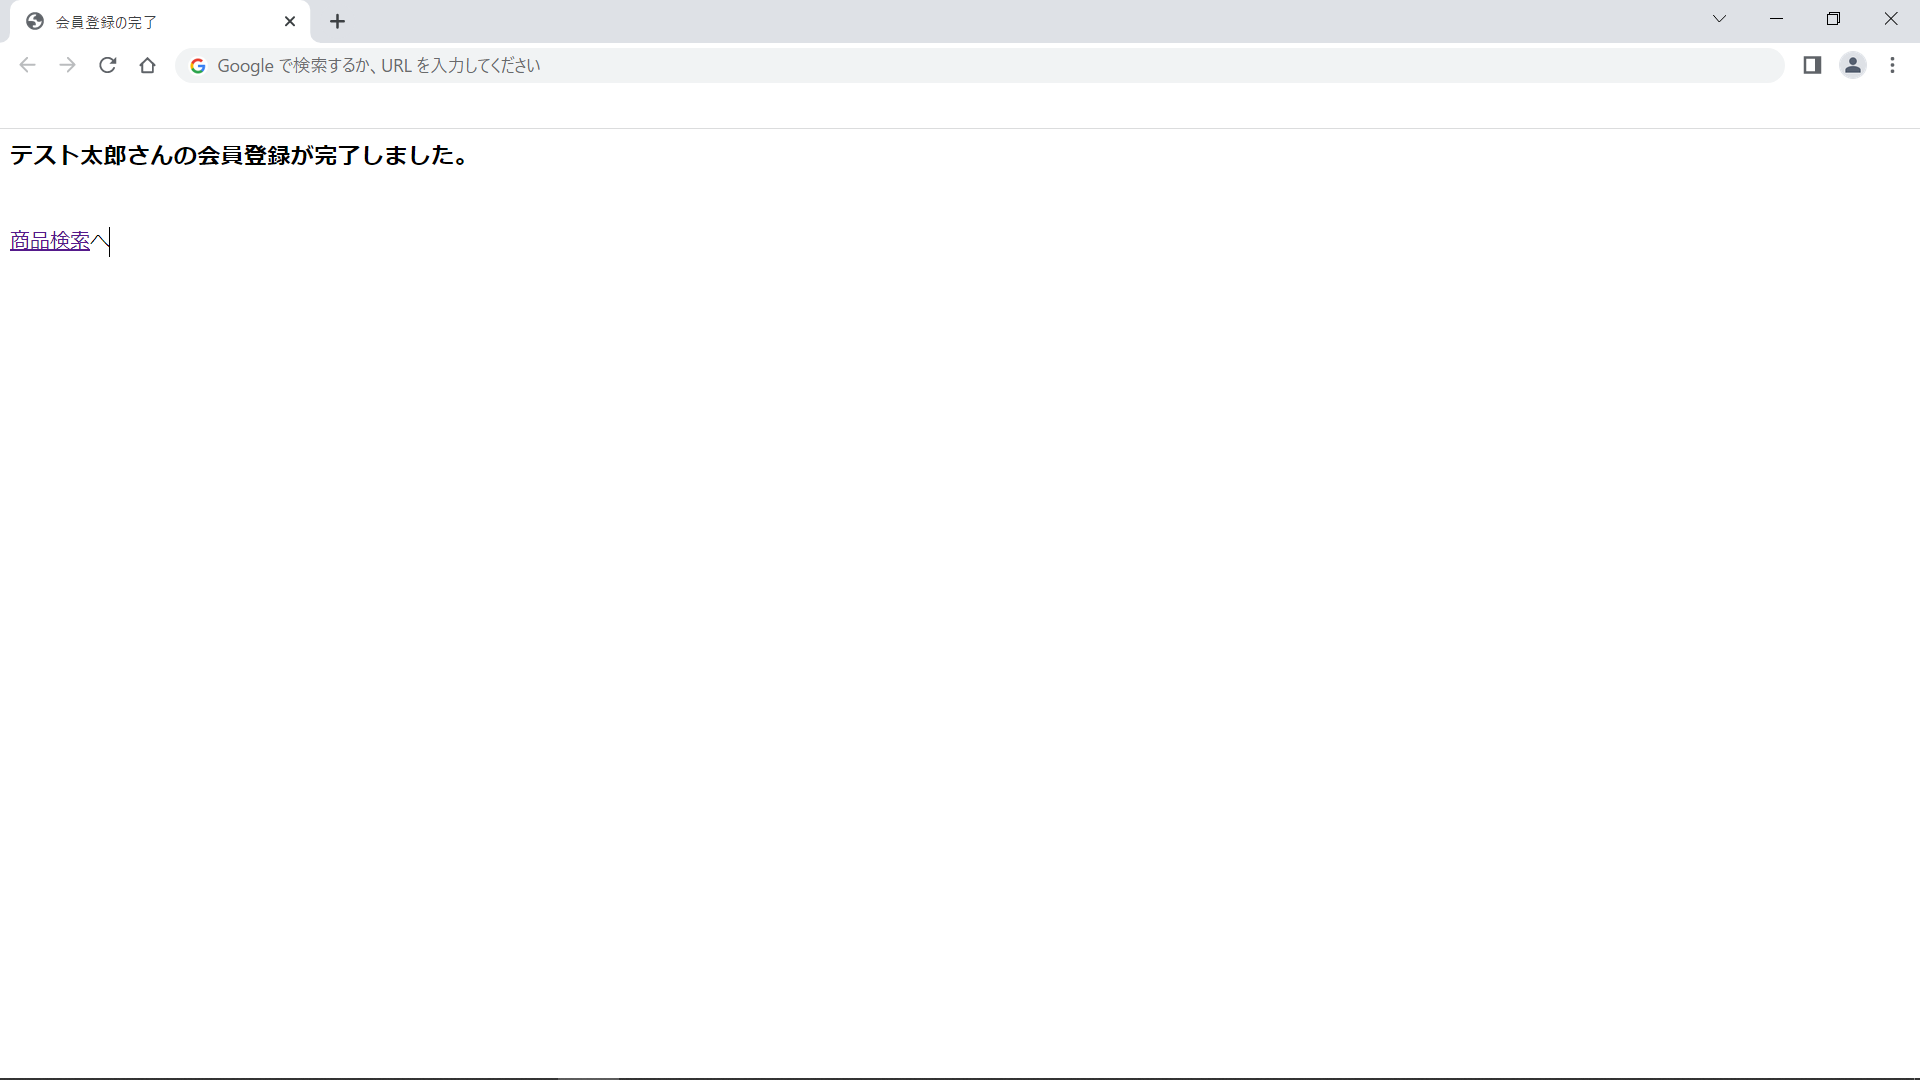 会員登録の完了
Google で検索するか、URL を入力してください
テスト太郎さんの会員登録が完了しました。
商品検索へ